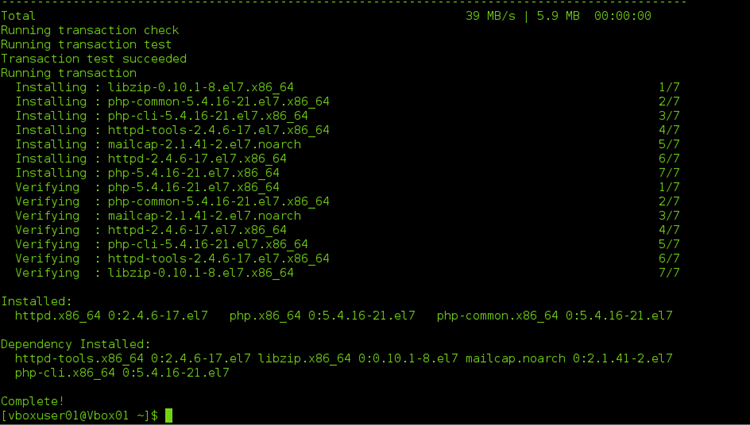 --------------------------------------------------------------------------------
Total                                                 39 MB/s | 5.9 MB  00:00:00
Running transaction check
Running transaction test
Transaction test succeeded
Running transaction
  Installing : libzip-0.10.1-8.el7.x86_64                                   1/7
  Installing : php-common-5.4.16-21.el7.x86_64                              2/7
  Installing : php-cli-5.4.16-21.el7.x86_64                                 3/7
  Installing : httpd-tools-2.4.6-17.el7.x86_64                              4/7
  Installing : mailcap-2.1.41-2.el7.noarch                                  5/7
  Installing : httpd-2.4.6-17.el7.x86_64                                    6/7
  Installing : php-5.4.16-21.el7.x86_64                                     7/7
  Verifying  : php-5.4.16-21.el7.x86_64                                     1/7
  Verifying  : php-common-5.4.16-21.el7.x86_64                              2/7
  Verifying  : mailcap-2.1.41-2.el7.noarch                                  3/7
  Verifying  : httpd-2.4.6-17.el7.x86_64                                    4/7
  Verifying  : php-cli-5.4.16-21.el7.x86_64                                 5/7
  Verifying  : httpd-tools-2.4.6-17.el7.x86_64                              6/7
  Verifying  : libzip-0.10.1-8.el7.x86_64                                   7/7

Installed:
  httpd.x86_64 0:2.4.6-17.el7   php.x86_64 0:5.4.16-21.el7   php-common.x86_64 0:5.4.16-21.el7

Dependency Installed:
  httpd-tools.x86_64 0:2.4.6-17.el7 libzip.x86_64 0:0.10.1-8.el7 mailcap.noarch 0:2.1.41-2.el7
  php-cli.x86_64 0:5.4.16-21.el7

Complete!
[vboxuser01@Vbox01 ~]$